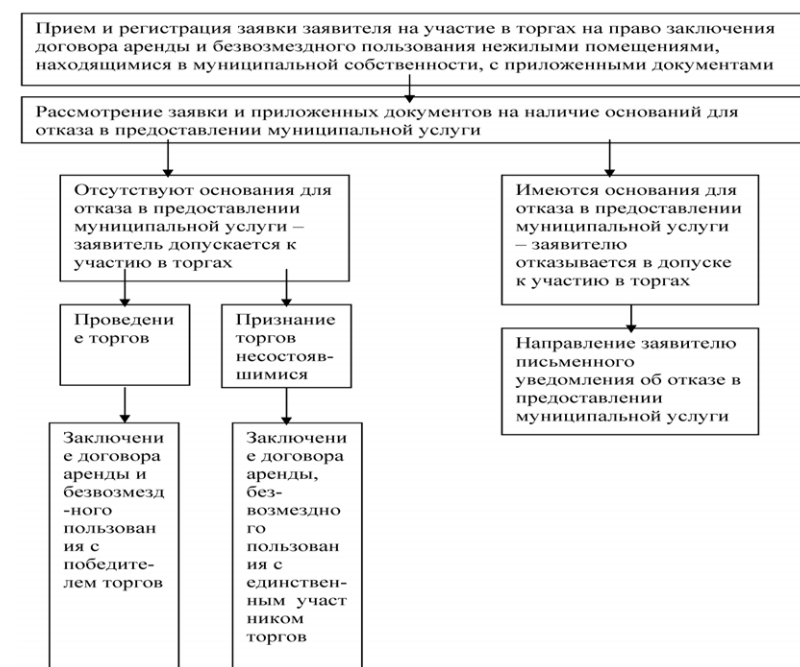 Прием и регистрация заявки заявителя на участие в торгах на право заключения
договора аренды и безвозмездного пользования нежилыми помещениями,
находящимися в муниципальной собственности, с приложенными документами
Рассмотрение заявки и приложенных документов на наличие оснований для
отказа в предоставлении муниципальной услуги
Отсутствуют основания для
отказа в предоставлении
муниципальной услуги –
заявитель допускается к
участию в торгах
Имеются основания для
отказа в предоставлении
муниципальной услуги
– заявителю
отказывается в допуске
к участию в торгах
Проведени
е торгов
Признание
торгов
несостояв-
шимися
Направление заявителю
письменного
уведомления об отказе в
предоставлении
муниципальной услуги
Заключени
е договора
аренды и
безвозмезд
-ного
пользован
ия с
победите-
лем торгов
Заключени
е договора
аренды,
без-
возмездно
го
пользован
ия с
единствен-
ным участ
ником
торгов